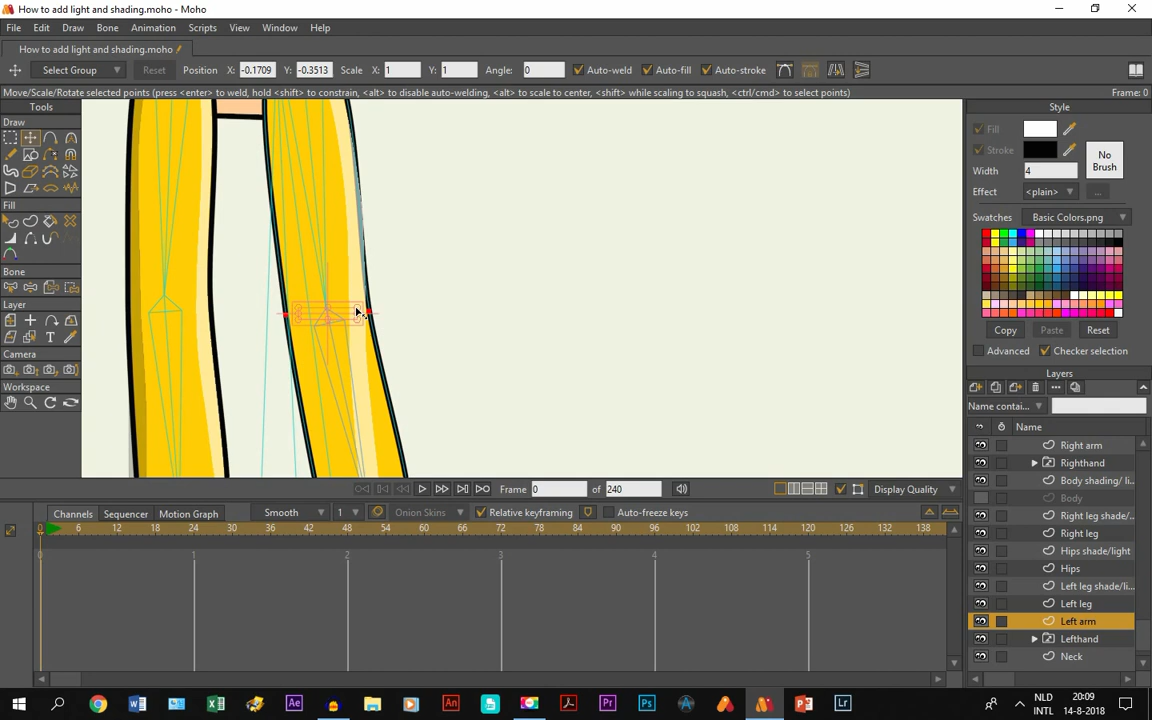 How to add light and shading.moho - Moho
File Edit Draw Bone Animation Scripts View Window Help
How to add light and shading.moho
Select Group Reset Position X: -0.1709 Y: -0.3513 Scale X: 1 Y: 1 Angle: 0 Auto-weld Auto-fill Auto-stroke
Move/Scale/Rotate selected points (press <enter> to weld, hold <shift> to constrain, <alt> to disable auto-welding, <alt> to scale to center, <shift> while scaling to squash, <ctrl/cmd> to select points) Frame: 0
Tools
Draw
Fill
Bone
Layer
Camera
Workspace
Style
Fill
Stroke
No Brush
Width 4
Effect <plain> ...
Swatches Basic Colors.png
Copy Paste Reset
Advanced Checker selection
Layers
Name contai...
Name
Right arm
Righthand
Body shading/ li...
Body
Right leg shade/...
Right leg
Hips shade/light
Hips
Left leg shade/li...
Left leg
Left arm
Lefthand
Neck
Frame 0 of 240 Display Quality
Channels Sequencer Motion Graph Smooth 1 Onion Skins Relative keyframing Auto-freeze keys
0 6 12 18 24 30 36 42 48 54 60 66 72 78 84 90 96 102 108 114 120 126 132 138
0 1 2 3 4 5
NLD
INTL
20:09
14-8-2018